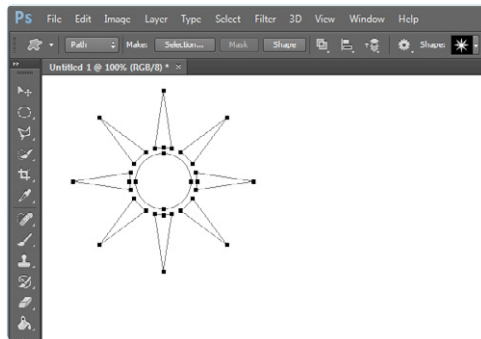 Ps File Edit Image Layer Type Select Filter 3D View Window Help
Path Make: Selection... Mask Shape Shape:
Untitled 1 @ 100% (RGB/8) * ×